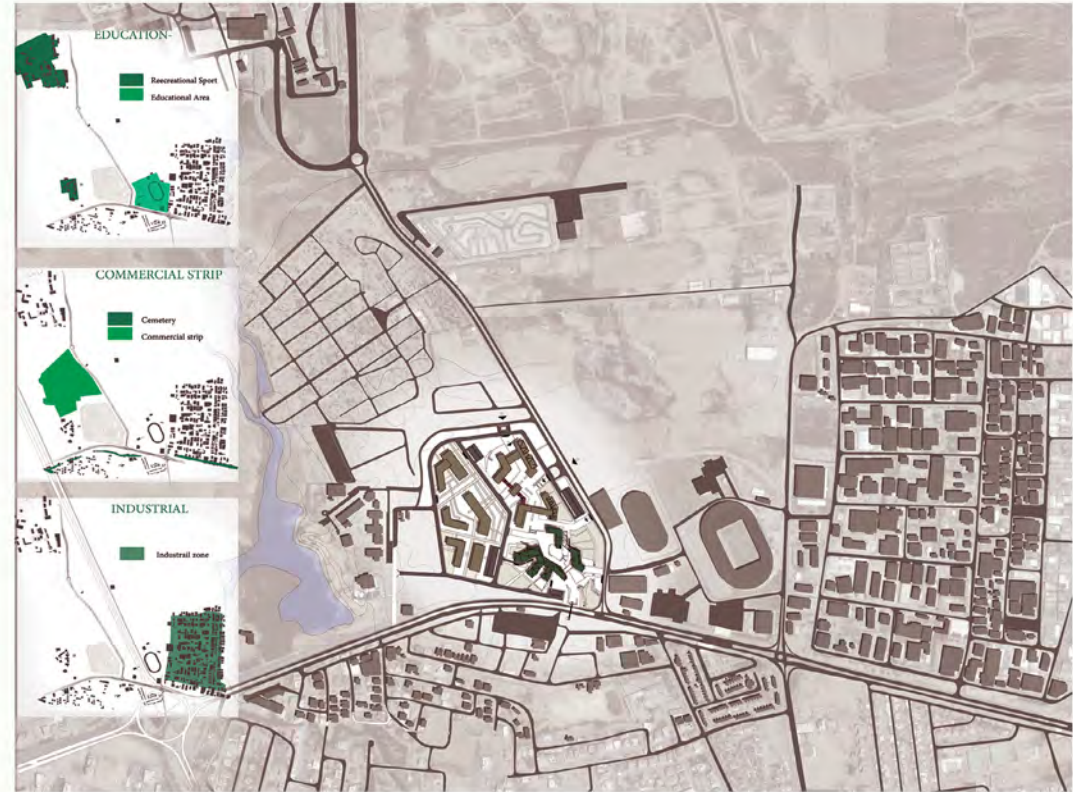 EDUCATION-
Reecreational Sport
Educational Area
COMMERCIAL STRIP
Cemetery
Commercial strip
INDUSTRIAL
Industrail zone